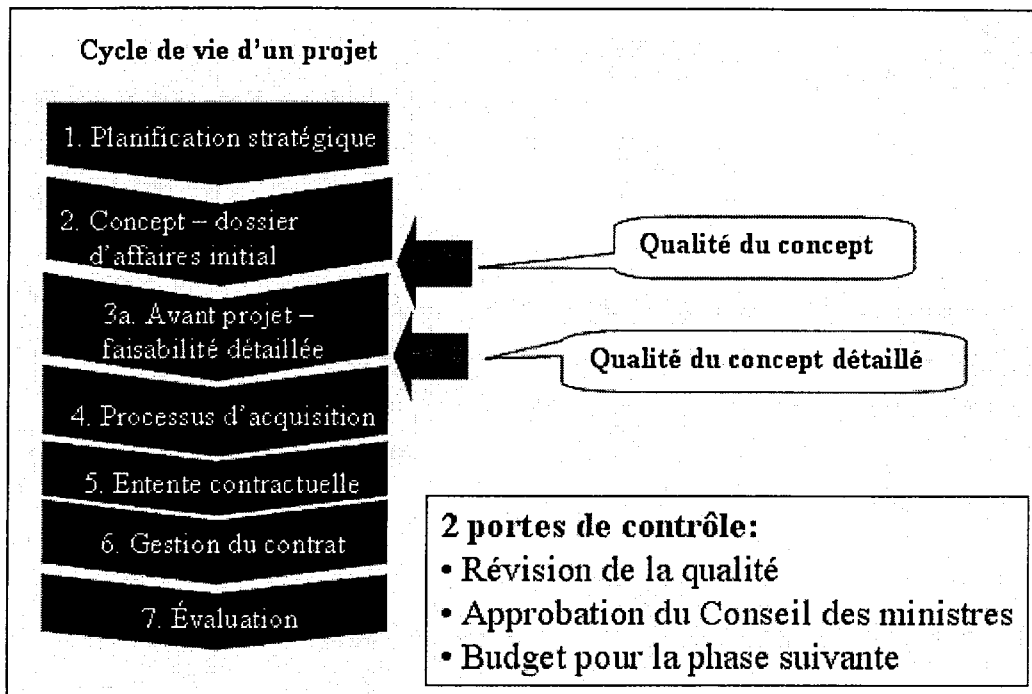 Cycle de vie d'un projet
1. Planification stratégique
2. Concept – dossier
d'affaires initial
Qualité du concept
3a. Avant projet –
faisabilité détaillée
Qualité du concept détaillé
4. Processus d'acquisition
5. Entente contractuelle
6. Gestion du contrat
7. Évaluation
2 portes de contrôle:
• Révision de la qualité
• Approbation du Conseil des ministres
• Budget pour la phase suivante